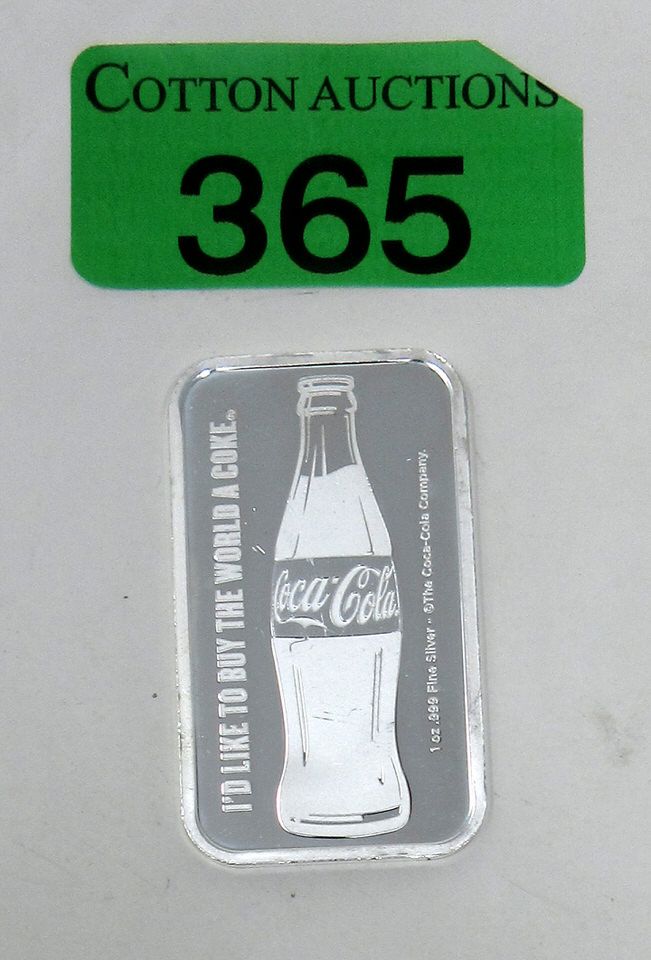 COTTON AUCTIONS
365
I'D LIKE TO BUY THE WORLD A COKE.®
Coca-Cola
1 oz .999 Fine Silver - ©The Coca-Cola Company.